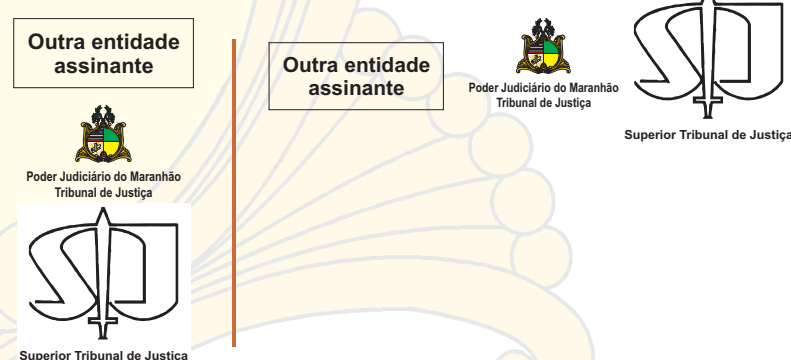 Outra entidade
assinante
Poder Judiciário do Maranhão
Tribunal de Justiça
Superior Tribunal de Justiça
Outra entidade
assinante
Poder Judiciário do Maranhão
Tribunal de Justiça
Superior Tribunal de Justiça